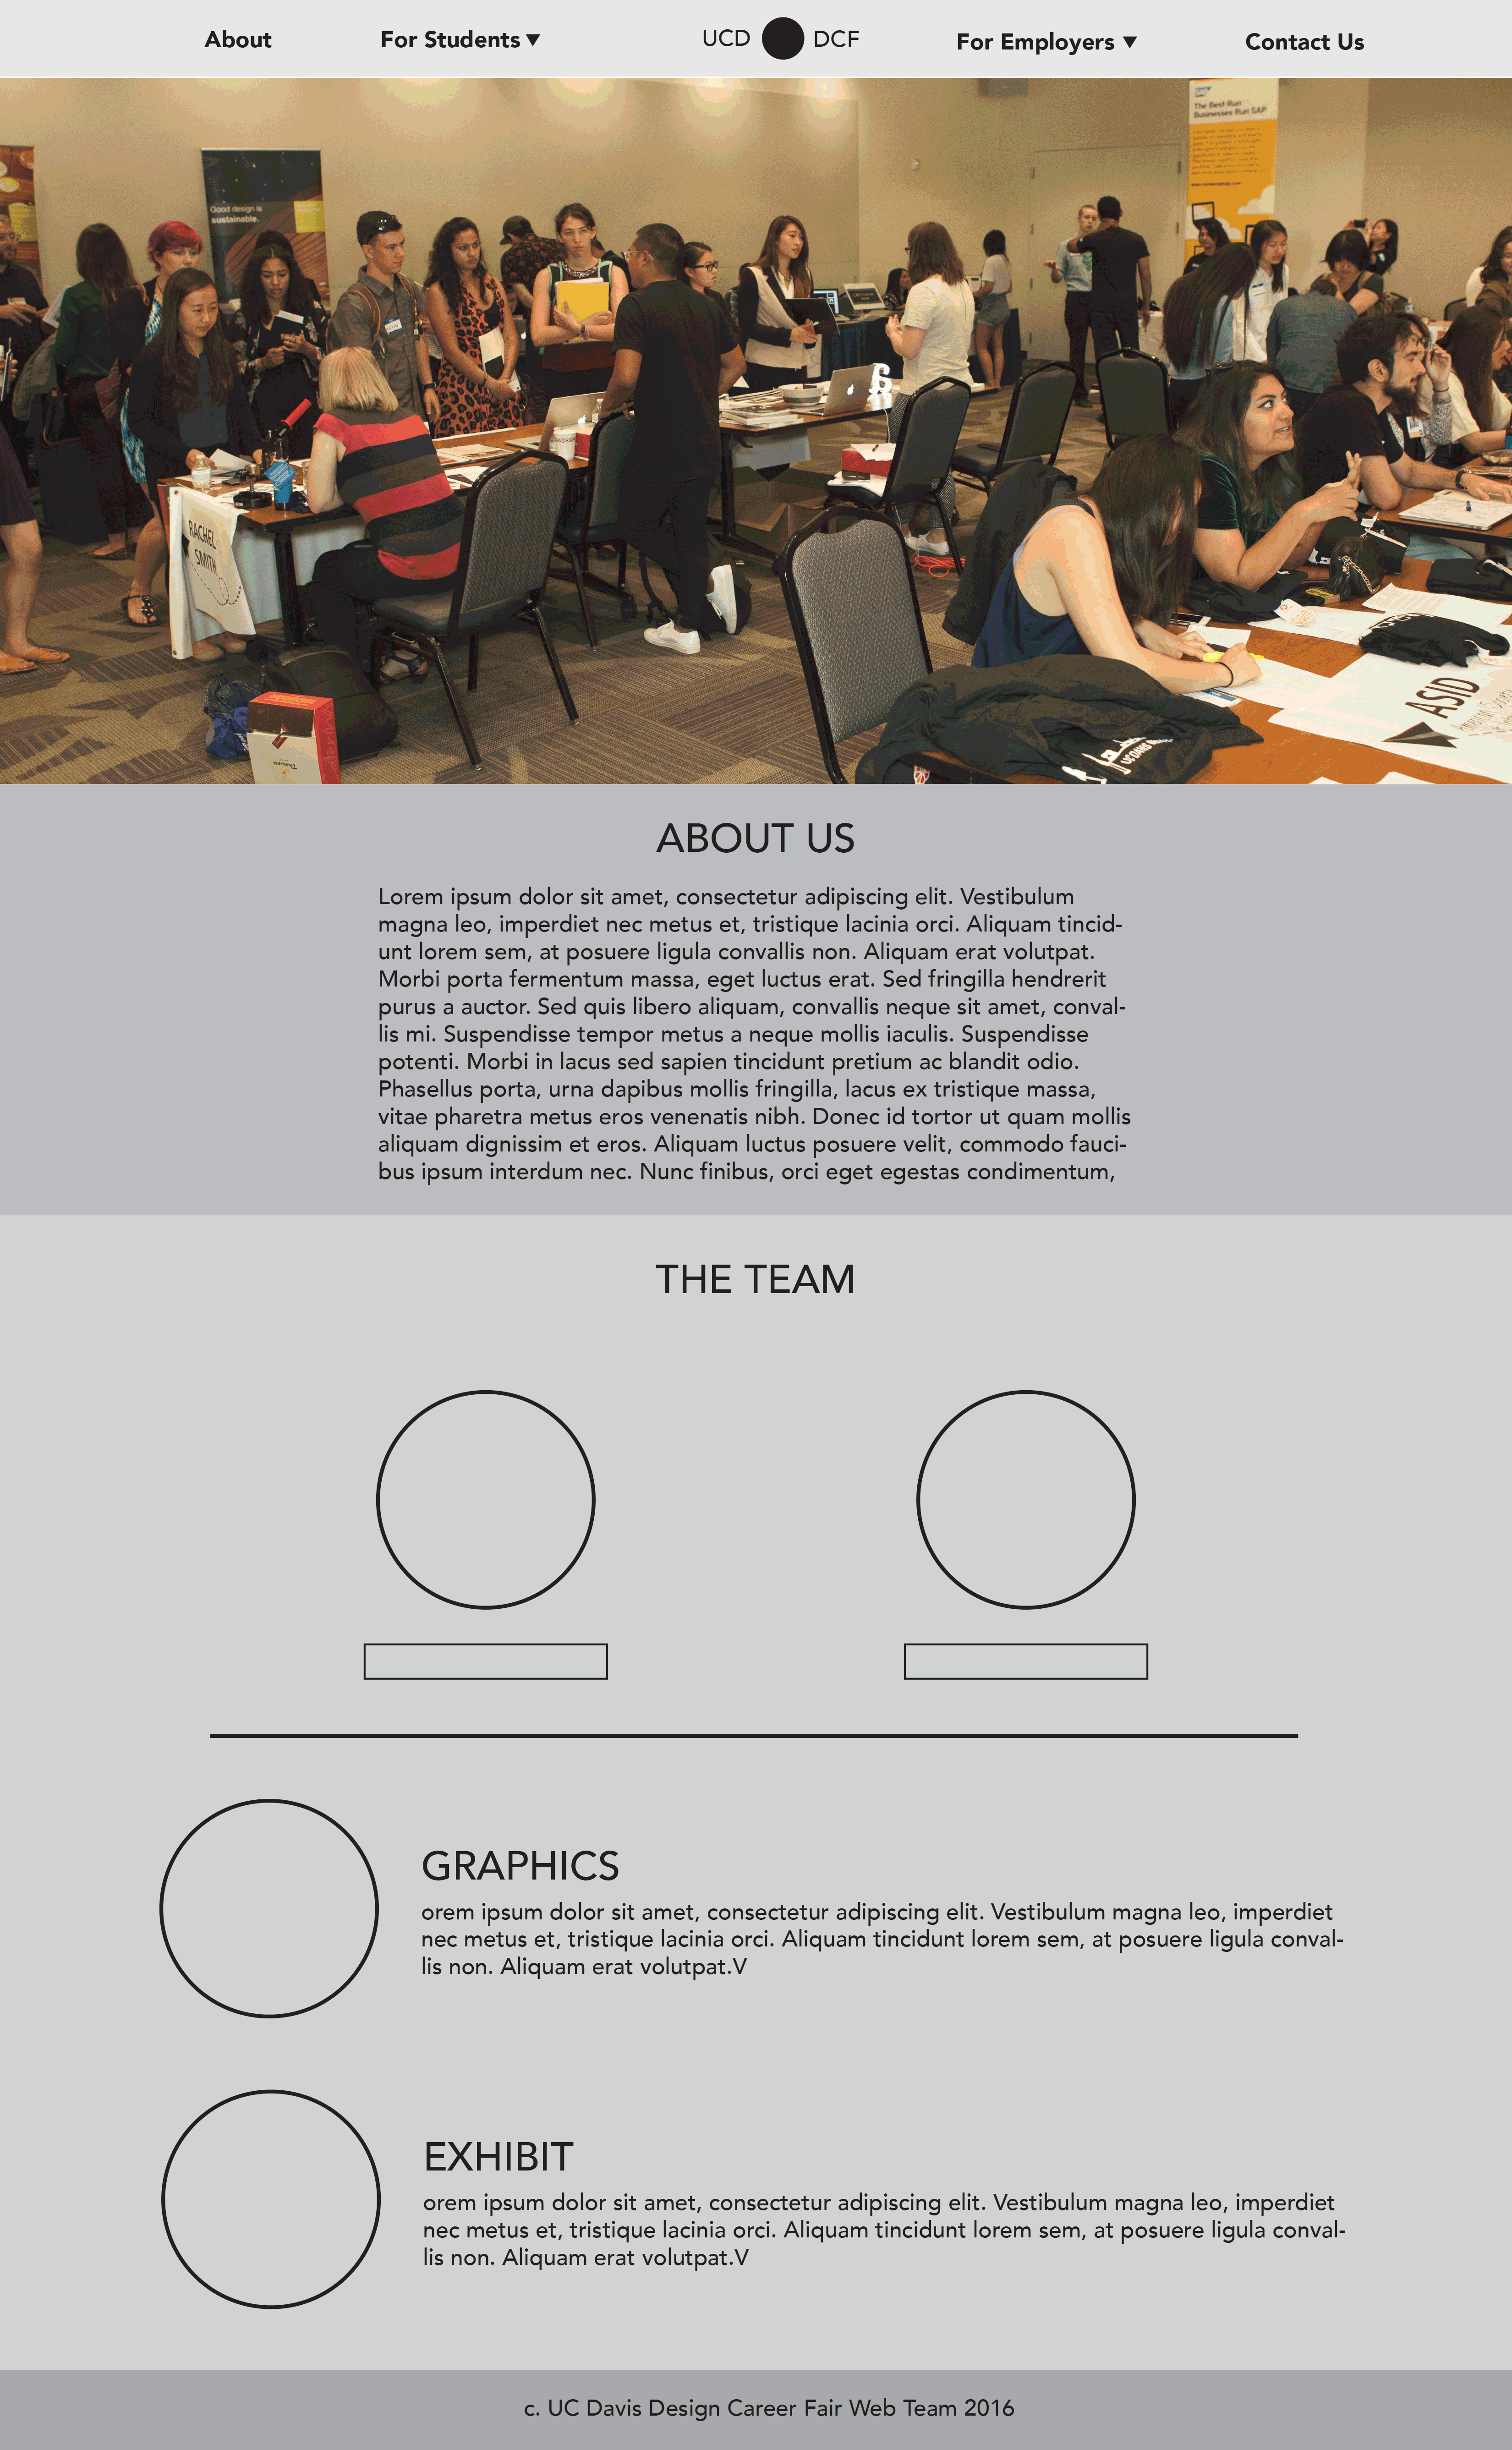 About
For Students ▼
UCD DCF
For Employers ▼
Contact Us
The Best-Run
Businesses Run SAP
Good design is
sustainable.
RACHEL
SMITH
ASID
ABOUT US
Lorem ipsum dolor sit amet, consectetur adipiscing elit. Vestibulum
magna leo, imperdiet nec metus et, tristique lacinia orci. Aliquam tincid-
unt lorem sem, at posuere ligula convallis non. Aliquam erat volutpat.
Morbi porta fermentum massa, eget luctus erat. Sed fringilla hendrerit
purus a auctor. Sed quis libero aliquam, convallis neque sit amet, conval-
lis mi. Suspendisse tempor metus a neque mollis iaculis. Suspendisse
potenti. Morbi in lacus sed sapien tincidunt pretium ac blandit odio.
Phasellus porta, urna dapibus mollis fringilla, lacus ex tristique massa,
vitae pharetra metus eros venenatis nibh. Donec id tortor ut quam mollis
aliquam dignissim et eros. Aliquam luctus posuere velit, commodo fauci-
bus ipsum interdum nec. Nunc finibus, orci eget egestas condimentum,
THE TEAM
GRAPHICS
orem ipsum dolor sit amet, consectetur adipiscing elit. Vestibulum magna leo, imperdiet
nec metus et, tristique lacinia orci. Aliquam tincidunt lorem sem, at posuere ligula conval-
lis non. Aliquam erat volutpat.V
EXHIBIT
orem ipsum dolor sit amet, consectetur adipiscing elit. Vestibulum magna leo, imperdiet
nec metus et, tristique lacinia orci. Aliquam tincidunt lorem sem, at posuere ligula conval-
lis non. Aliquam erat volutpat.V
c. UC Davis Design Career Fair Web Team 2016